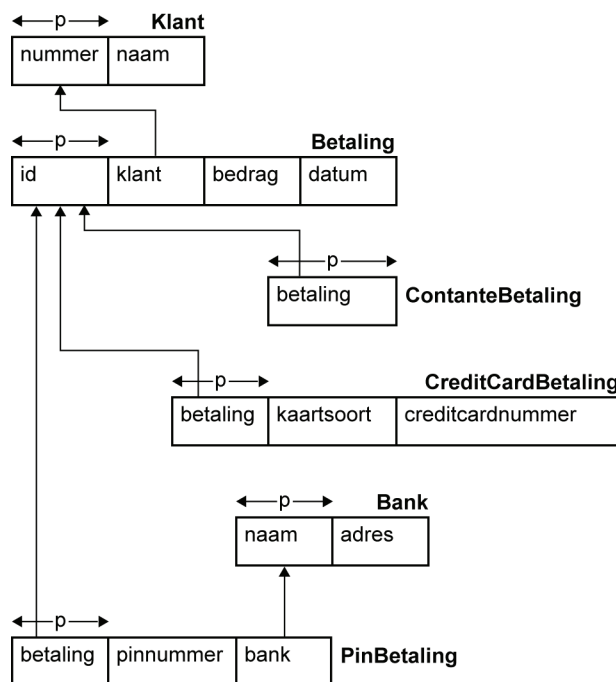 p Klant
nummer naam
p Betaling
id klant bedrag datum
p
betaling ContanteBetaling
p CreditCardBetaling
betaling kaartsoort creditcardnummer
p Bank
naam adres
p
betaling pinnummer bank PinBetaling